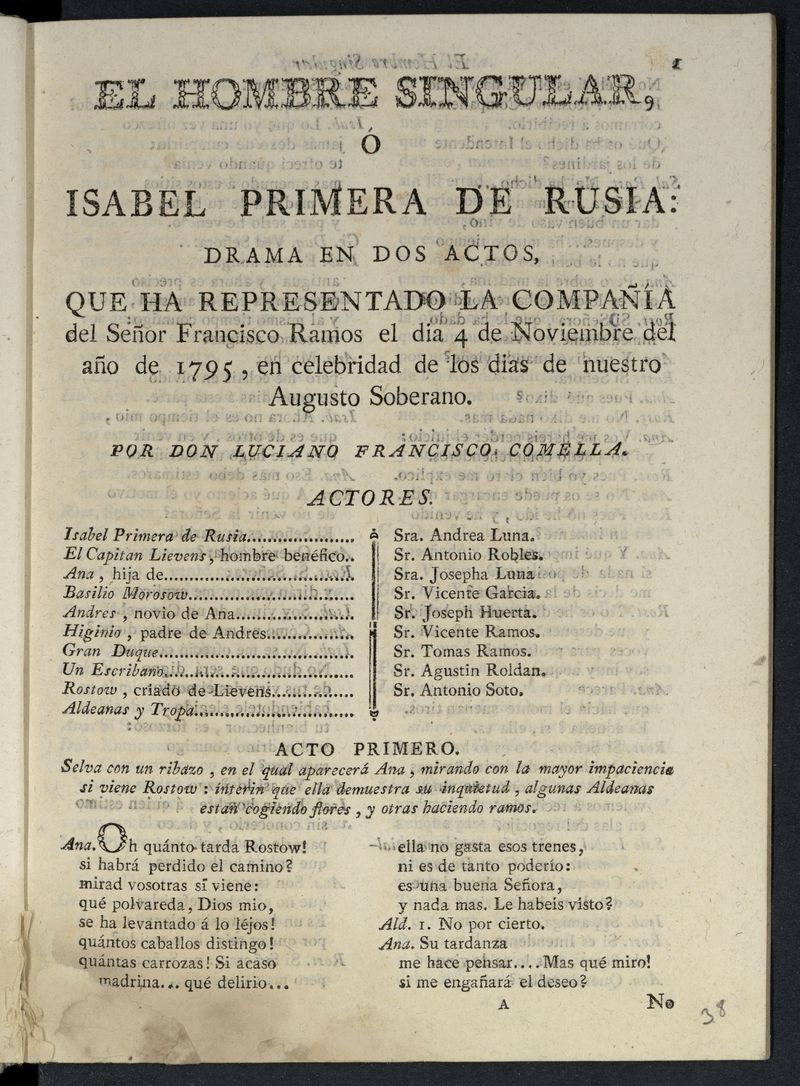 1
EL HOMBRE SINGULAR,
Ó
ISABEL PRIMERA DE RUSIA:
DRAMA EN DOS ACTOS,
QUE HA REPRESENTADO LA COMPAÑÍA
del Señor Francisco Ramos el dia 4 de Noviembre del
año de 1795, en celebridad de los dias de nuestro
Augusto Soberano.
POR DON LUCIANO FRANCISCO COMELLA.
ACTORES.
Isabel Primera de Rusia.................... Sra. Andrea Luna.
El Capitan Lievens, hombre benéfico.. Sr. Antonio Robles.
Ana, hija de.................................. Sra. Josepha Luna
Basilio Morosow............................. Sr. Vicente Garcia.
Andres, novio de Ana..................... Sr. Joseph Huerta.
Higinio, padre de Andres................ Sr. Vicente Ramos.
Gran Duque.................................. Sr. Tomas Ramos.
Un Escribano................................. Sr. Agustin Roldan.
Rostow, criado de Lievens............... Sr. Antonio Soto.
Aldeanas y Tropa............................
ACTO PRIMERO.
Selva con un ribazo, en el qual aparecerá Ana, mirando con la mayor impaciencia
si viene Rostow: interin que ella demuestra su inquietud, algunas Aldeanas
están cogiendo flores, y otras haciendo ramos.
Ana. Oh quánto tarda Rostow!
si habrá perdido el camino?
mirad vosotras si viene:
qué polvareda, Dios mio,
se ha levantado á lo léjos!
quántos caballos distingo!
quántas carrozas! Si acaso
madrina... qué delirio...
ella no gasta esos trenes,
ni es de tanto poderío:
es una buena Señora,
y nada mas. Le habeis visto?
Ald. 1. No por cierto.
Ana. Su tardanza
me hace pensar.... Mas qué miro!
si me engañará el deseo?
A
No
38